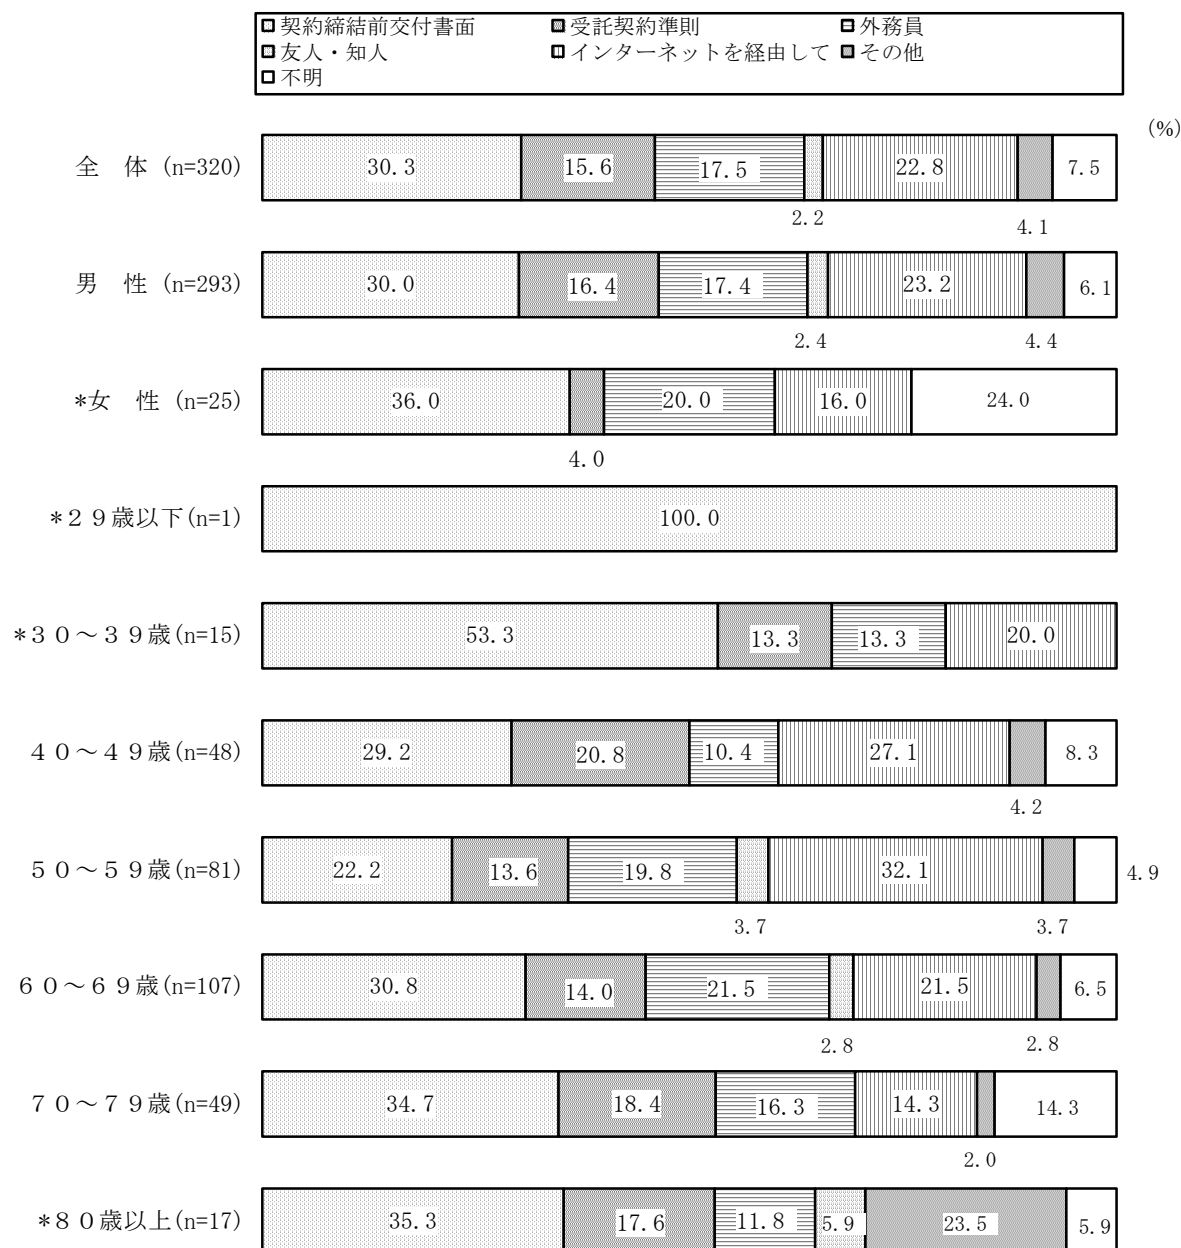 契約締結前交付書面 受託契約準則 外務員
友人・知人 インターネットを経由して その他
不明
(%)
全 体 (n=320) 30.3 15.6 17.5 22.8 7.5
2.2 4.1
男 性 (n=293) 30.0 16.4 17.4 23.2 6.1
2.4 4.4
*女 性 (n=25) 36.0 20.0 16.0 24.0
4.0
*29歳以下(n=1) 100.0
*30～39歳(n=15) 53.3 13.3 13.3 20.0
40～49歳(n=48) 29.2 20.8 10.4 27.1 8.3
4.2
50～59歳(n=81) 22.2 13.6 19.8 32.1 4.9
3.7 3.7
60～69歳(n=107) 30.8 14.0 21.5 21.5 6.5
2.8 2.8
70～79歳(n=49) 34.7 18.4 16.3 14.3 14.3
2.0
*80歳以上(n=17) 35.3 17.6 11.8 5.9 23.5 5.9